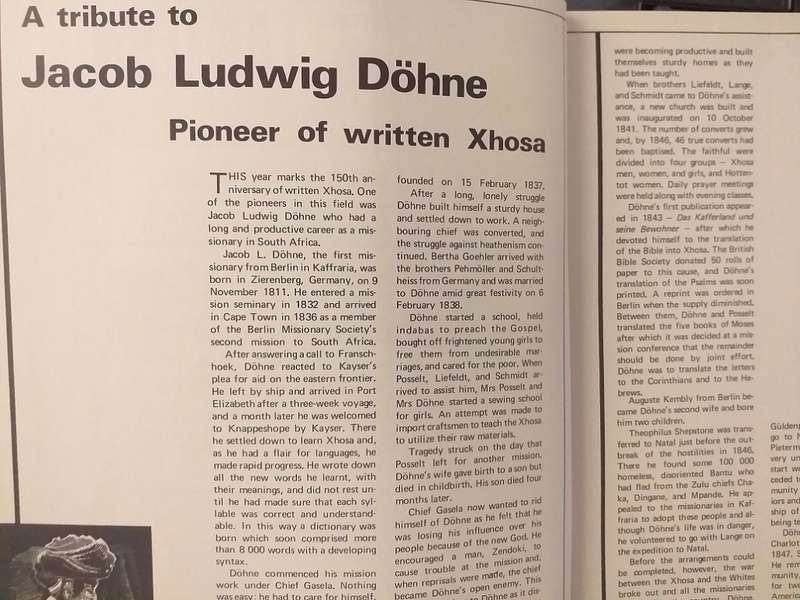 A tribute to
Jacob Ludwig Döhne
Pioneer of written Xhosa
THIS year marks the 150th an-
niversary of written Xhosa. One
of the pioneers in this field was
Jacob Ludwig Döhne who had a
long and productive career as a mis-
sionary in South Africa.
Jacob L. Döhne, the first mis-
sionary from Berlin in Kaffraria, was
born in Zierenberg, Germany, on 9
November 1811. He entered a mis-
sion seminary in 1832 and arrived
in Cape Town in 1836 as a member
of the Berlin Missionary Society's
second mission to South Africa.
After answering a call to Fransch-
hoek, Döhne reacted to Kayser's
plea for aid on the eastern frontier.
He left by ship and arrived in Port
Elizabeth after a three-week voyage,
and a month later he was welcomed
to Knappeshope by Kayser. There
he settled down to learn Xhosa and,
as he had a flair for languages, he
made rapid progress. He wrote down
all the new words he learnt, with
their meanings, and did not rest un-
til he had made sure that each syl-
lable was correct and understand-
able. In this way a dictionary was
born which soon comprised more
than 8 000 words with a developing
syntax.
Döhne commenced his mission
work under Chief Gasela. Nothing
was easy: he had to care for himself,
founded on 15 February 1837.
After a long, lonely struggle
Döhne built himself a sturdy house
and settled down to work. A neigh-
bouring chief was converted, and
the struggle against heathenism con-
tinued. Bertha Goehler arrived with
the brothers Pehmöller and Schult-
heiss from Germany and was married
to Döhne amid great festivity on 6
February 1838.
Döhne started a school, held
indabas to preach the Gospel,
bought off frightened young girls to
free them from undesirable mar-
riages, and cared for the poor. When
Posselt, Liefeldt, and Schmidt ar-
rived to assist him, Mrs Posselt and
Mrs Döhne started a sewing school
for girls. An attempt was made to
import craftsmen to teach the Xhosa
to utilize their raw materials.
Tragedy struck on the day that
Posselt left for another mission.
Döhne's wife gave birth to a son but
died in childbirth. His son died four
months later.
Chief Gasela now wanted to rid
himself of Döhne as he felt that he
was losing his influence over his
people because of the new God. He
encouraged a man, Zendoki, to
cause trouble at the mission and,
when reprisals were made, the chief
became Döhne's open enemy. This
to Döhne as it dis-
were becoming productive and built
themselves sturdy homes as they
had been taught.
When brothers Liefaldt, Lange,
and Schmidt came to Döhne's assist-
ance, a new church was built and
was inaugurated on 10 October
1841. The number of converts grew
and, by 1846, 46 true converts had
been baptised. The faithful were
divided into four groups – Xhosa
men, women, and girls, and Hotten-
tot women. Daily prayer meetings
were held along with evening classes.
Döhne's first publication appear-
ed in 1843 – Das Kafferland und
seine Bewohner – after which he
devoted himself to the translation
of the Bible into Xhosa. The British
Bible Society donated 50 rolls of
paper to this cause, and Döhne's
translation of the Psalms was soon
printed. A reprint was ordered in
Berlin when the supply diminished.
Between them, Döhne and Posselt
translated the five books of Moses
after which it was decided at a mis-
sion conference that the remainder
should be done by joint effort.
Döhne was to translate the letters
to the Corinthians and to the He-
brews.
Auguste Kembly from Berlin be-
came Döhne's second wife and bore
him two children.
Theophilus Shepstone was trans-
ferred to Natal just before the out-
break of the hostilities in 1846.
There he found some 100 000
homeless, disoriented Bantu who
had fled from the Zulu chiefs Cha-
ka, Dingane, and Mpande. He ap-
pealed to the missionaries in Kaf-
fraria to adopt these people and al-
though Döhne's life was in danger,
he volunteered to go with Lange on
the expedition to Natal.
Before the arrangements could
be completed, however, the war
between the Xhosa and the Whites
broke out and all the missionaries
Güldenp
go to N
Pieterm
very un
start w
ceded t
munity
iors and
ship of
being te
Döh
Charlot
1847, S
He rem
munity,
for two
America